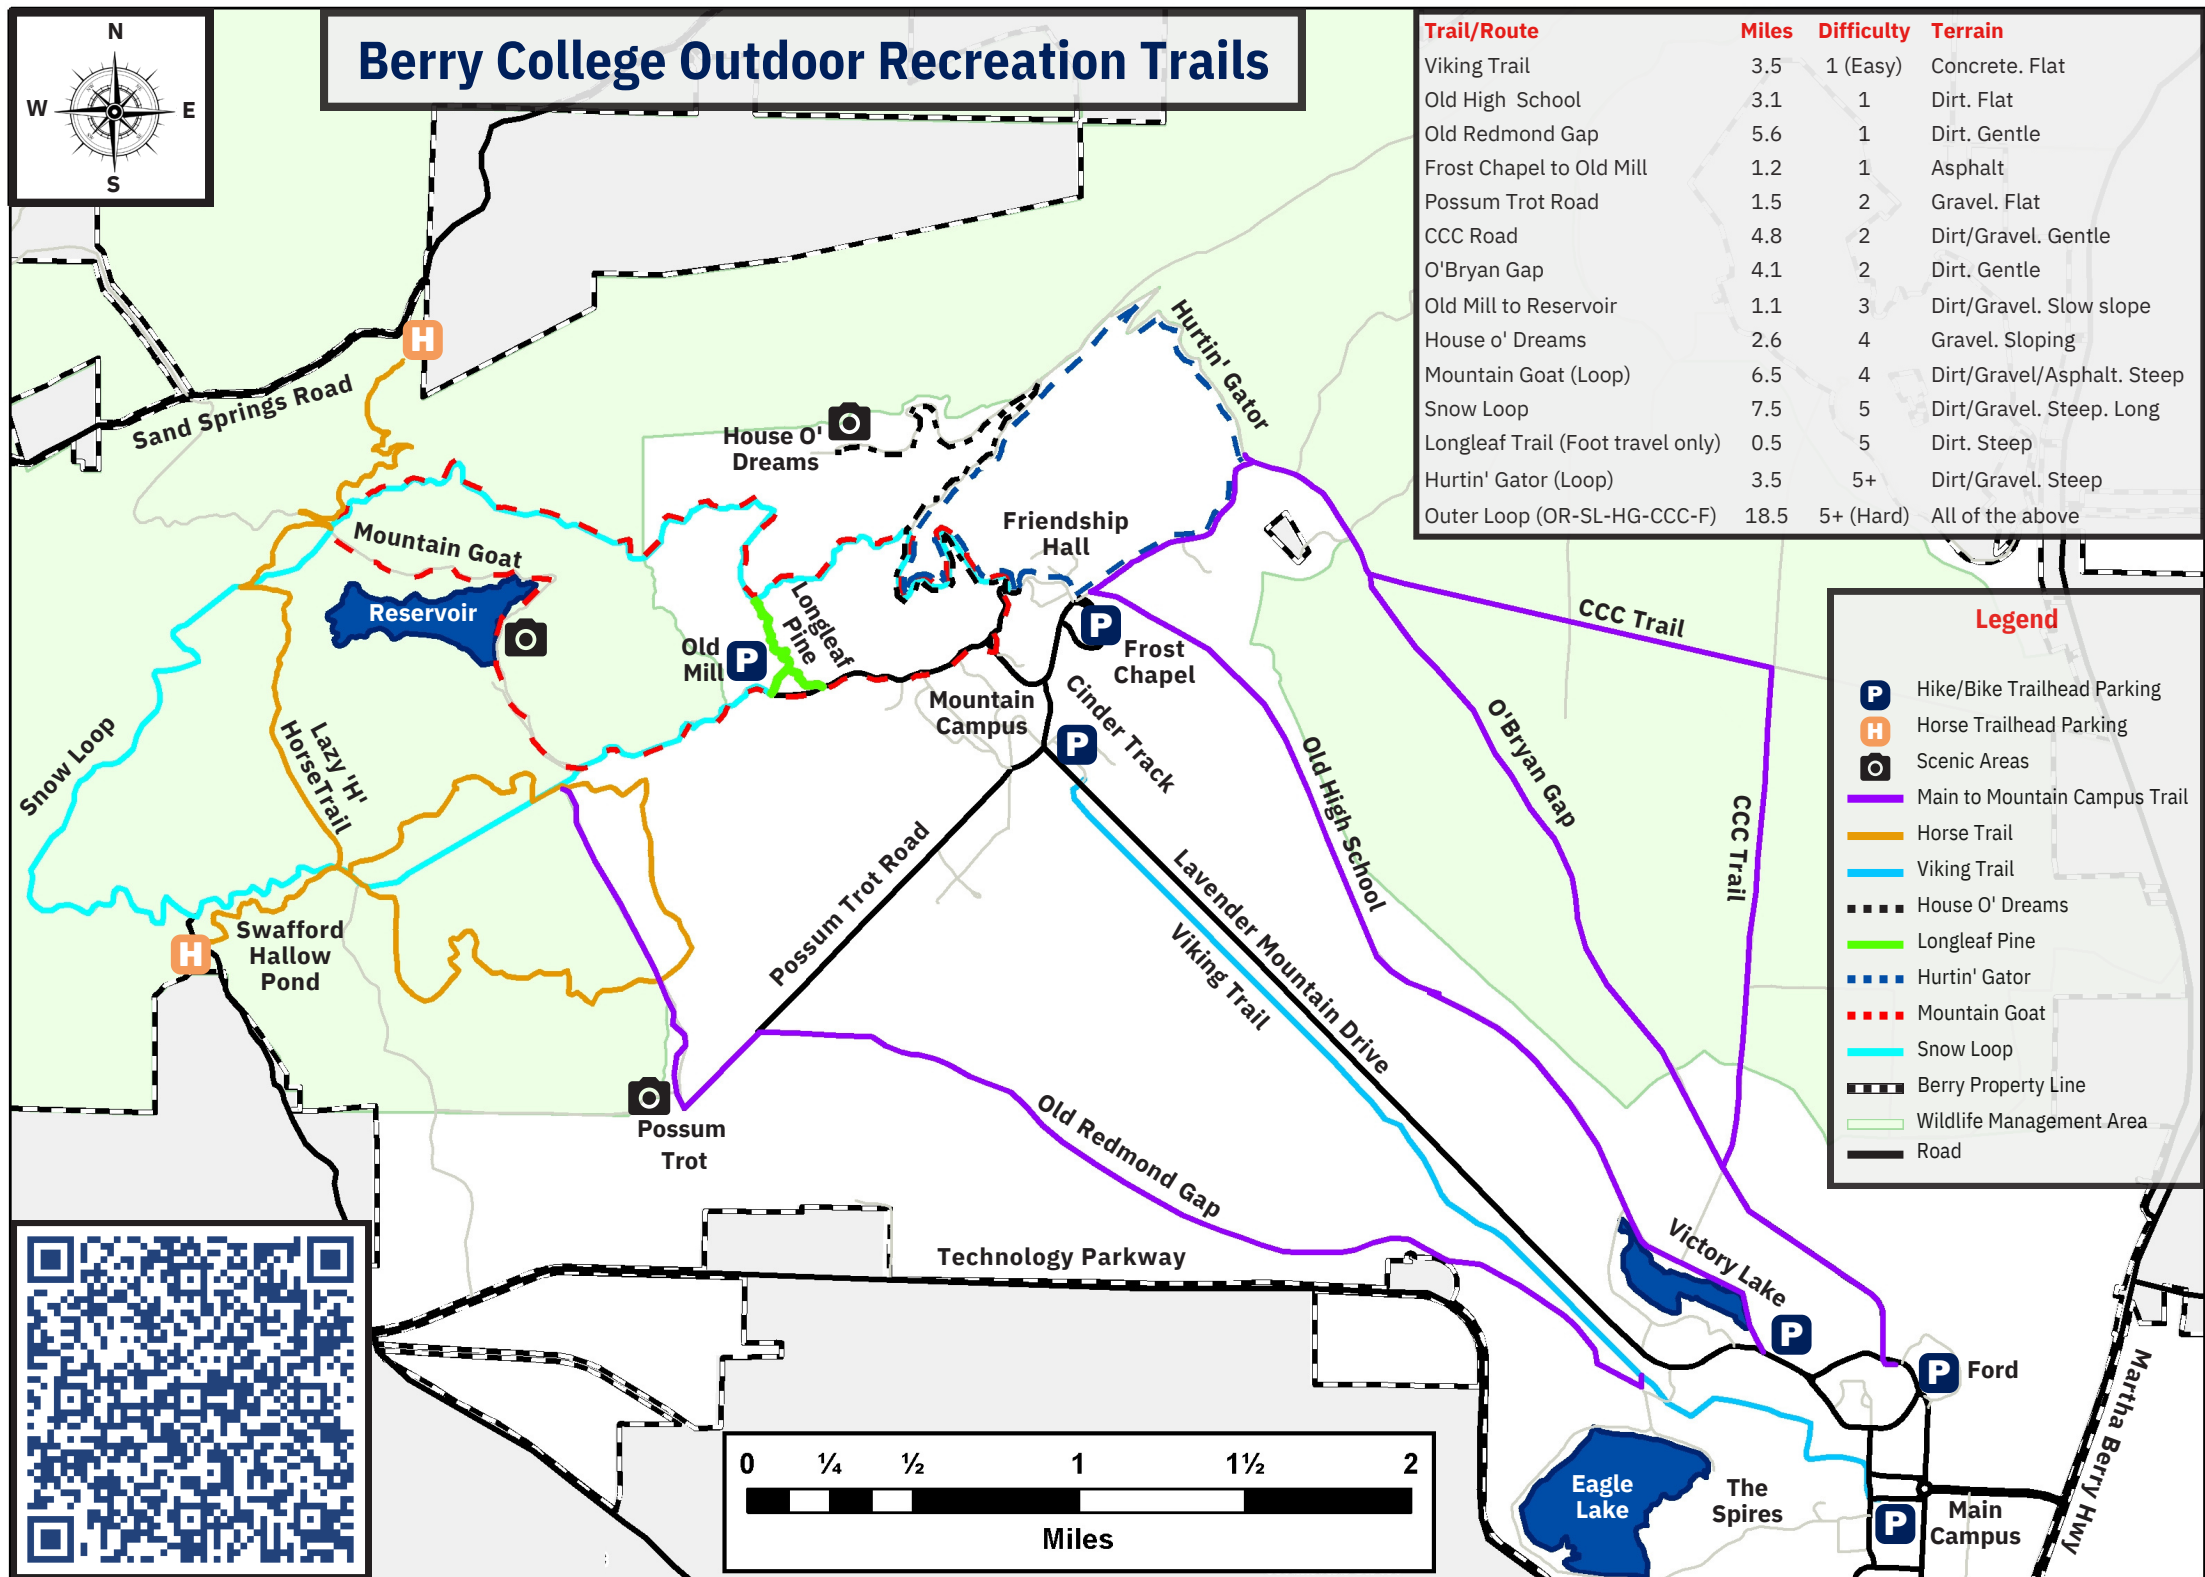 Berry College Outdoor Recreation Trails
N
W
E
S
Trail/Route Miles Difficulty Terrain
Viking Trail 3.5 1 (Easy) Concrete. Flat
Old High School 3.1 1 Dirt. Flat
Old Redmond Gap 5.6 1 Dirt. Gentle
Frost Chapel to Old Mill 1.2 1 Asphalt
Possum Trot Road 1.5 2 Gravel. Flat
CCC Road 4.8 2 Dirt/Gravel. Gentle
O'Bryan Gap 4.1 2 Dirt. Gentle
Old Mill to Reservoir 1.1 3 Dirt/Gravel. Slow slope
House o' Dreams 2.6 4 Gravel. Sloping
Mountain Goat (Loop) 6.5 4 Dirt/Gravel/Asphalt. Steep
Snow Loop 7.5 5 Dirt/Gravel. Steep. Long
Longleaf Trail (Foot travel only) 0.5 5 Dirt. Steep
Hurtin' Gator (Loop) 3.5 5+ Dirt/Gravel. Steep
Outer Loop (OR-SL-HG-CCC-F) 18.5 5+ (Hard) All of the above
H
Sand Springs Road
House O'
Dreams
Hurtin' Gator
Mountain Goat
Reservoir
Friendship
Hall
Longleaf
Pine
Old
Mill
P
P
Frost
Chapel
Mountain
Campus
P
Cinder Track
CCC Trail
O'Bryan Gap
Old High School
CCC Trail
Snow Loop
Lazy 'H'
HorseTrail
H
Swafford
Hallow
Pond
Possum Trot Road
Lavender Mountain Drive
Viking Trail
Possum
Trot
Old Redmond Gap
Technology Parkway
Victory Lake
P
P
Ford
Eagle
Lake
The
Spires
P
Main
Campus
Martha Berry Hwy
Legend
P Hike/Bike Trailhead Parking
H Horse Trailhead Parking
Scenic Areas
Main to Mountain Campus Trail
Horse Trail
Viking Trail
House O' Dreams
Longleaf Pine
Hurtin' Gator
Mountain Goat
Snow Loop
Berry Property Line
Wildlife Management Area
Road
0 ¼ ½ 1 1½ 2
Miles